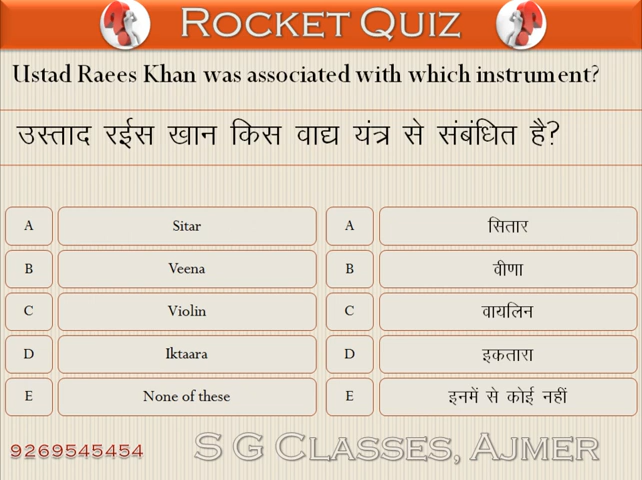 ROCKET QUIZ
Ustad Raees Khan was associated with which instrument?
उस्ताद रईस खान किस वाद्य यंत्र से संबंधित है?
A Sitar A सितार
B Veena B वीणा
C Violin C वायलिन
D Iktaara D इकतारा
E None of these E इनमें से कोई नहीं
9269545454 S G CLASSES, AJMER